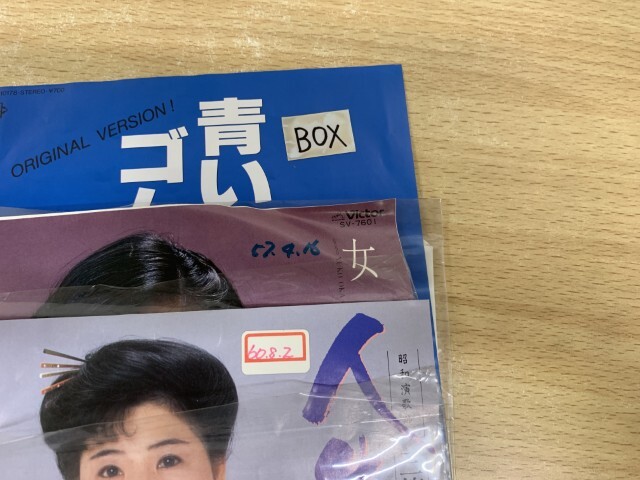 ORIGINAL VERSION!
青い
ゴ
BOX
Victor
SV-7601
57.4.16
女
60.8.2
昭和演歌